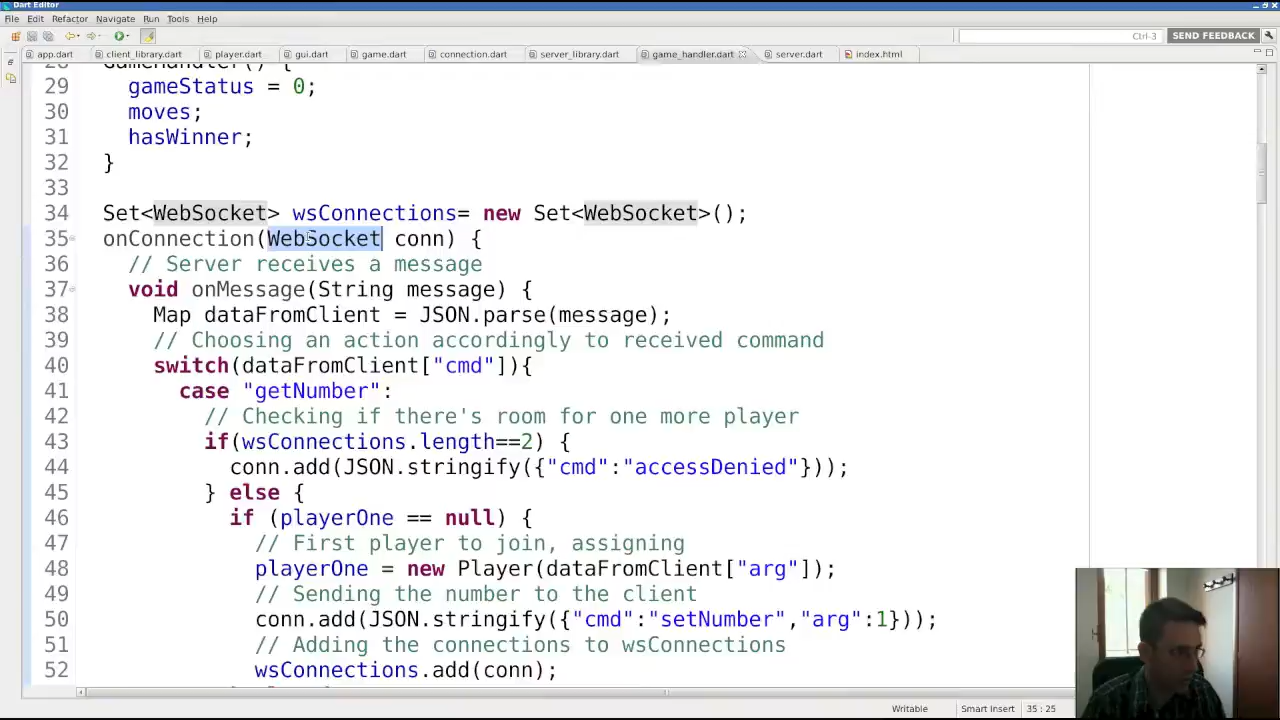 Dart Editor
File Edit Refactor Navigate Run Tools Help
Ctrl-3 SEND FEEDBACK
app.dart client_library.dart player.dart gui.dart game.dart connection.dart server_library.dart game_handler.dart server.dart index.html
28 GameHandler() {
29 gameStatus = 0;
30 moves;
31 hasWinner;
32 }
33
34 Set<WebSocket> wsConnections= new Set<WebSocket>();
35 onConnection(WebSocket conn) {
36 // Server receives a message
37 void onMessage(String message) {
38 Map dataFromClient = JSON.parse(message);
39 // Choosing an action accordingly to received command
40 switch(dataFromClient["cmd"]){
41 case "getNumber":
42 // Checking if there's room for one more player
43 if(wsConnections.length==2) {
44 conn.add(JSON.stringify({"cmd":"accessDenied"}));
45 } else {
46 if (playerOne == null) {
47 // First player to join, assigning
48 playerOne = new Player(dataFromClient["arg"]);
49 // Sending the number to the client
50 conn.add(JSON.stringify({"cmd":"setNumber","arg":1}));
51 // Adding the connections to wsConnections
52 wsConnections.add(conn);
Writable Smart Insert 35 : 25